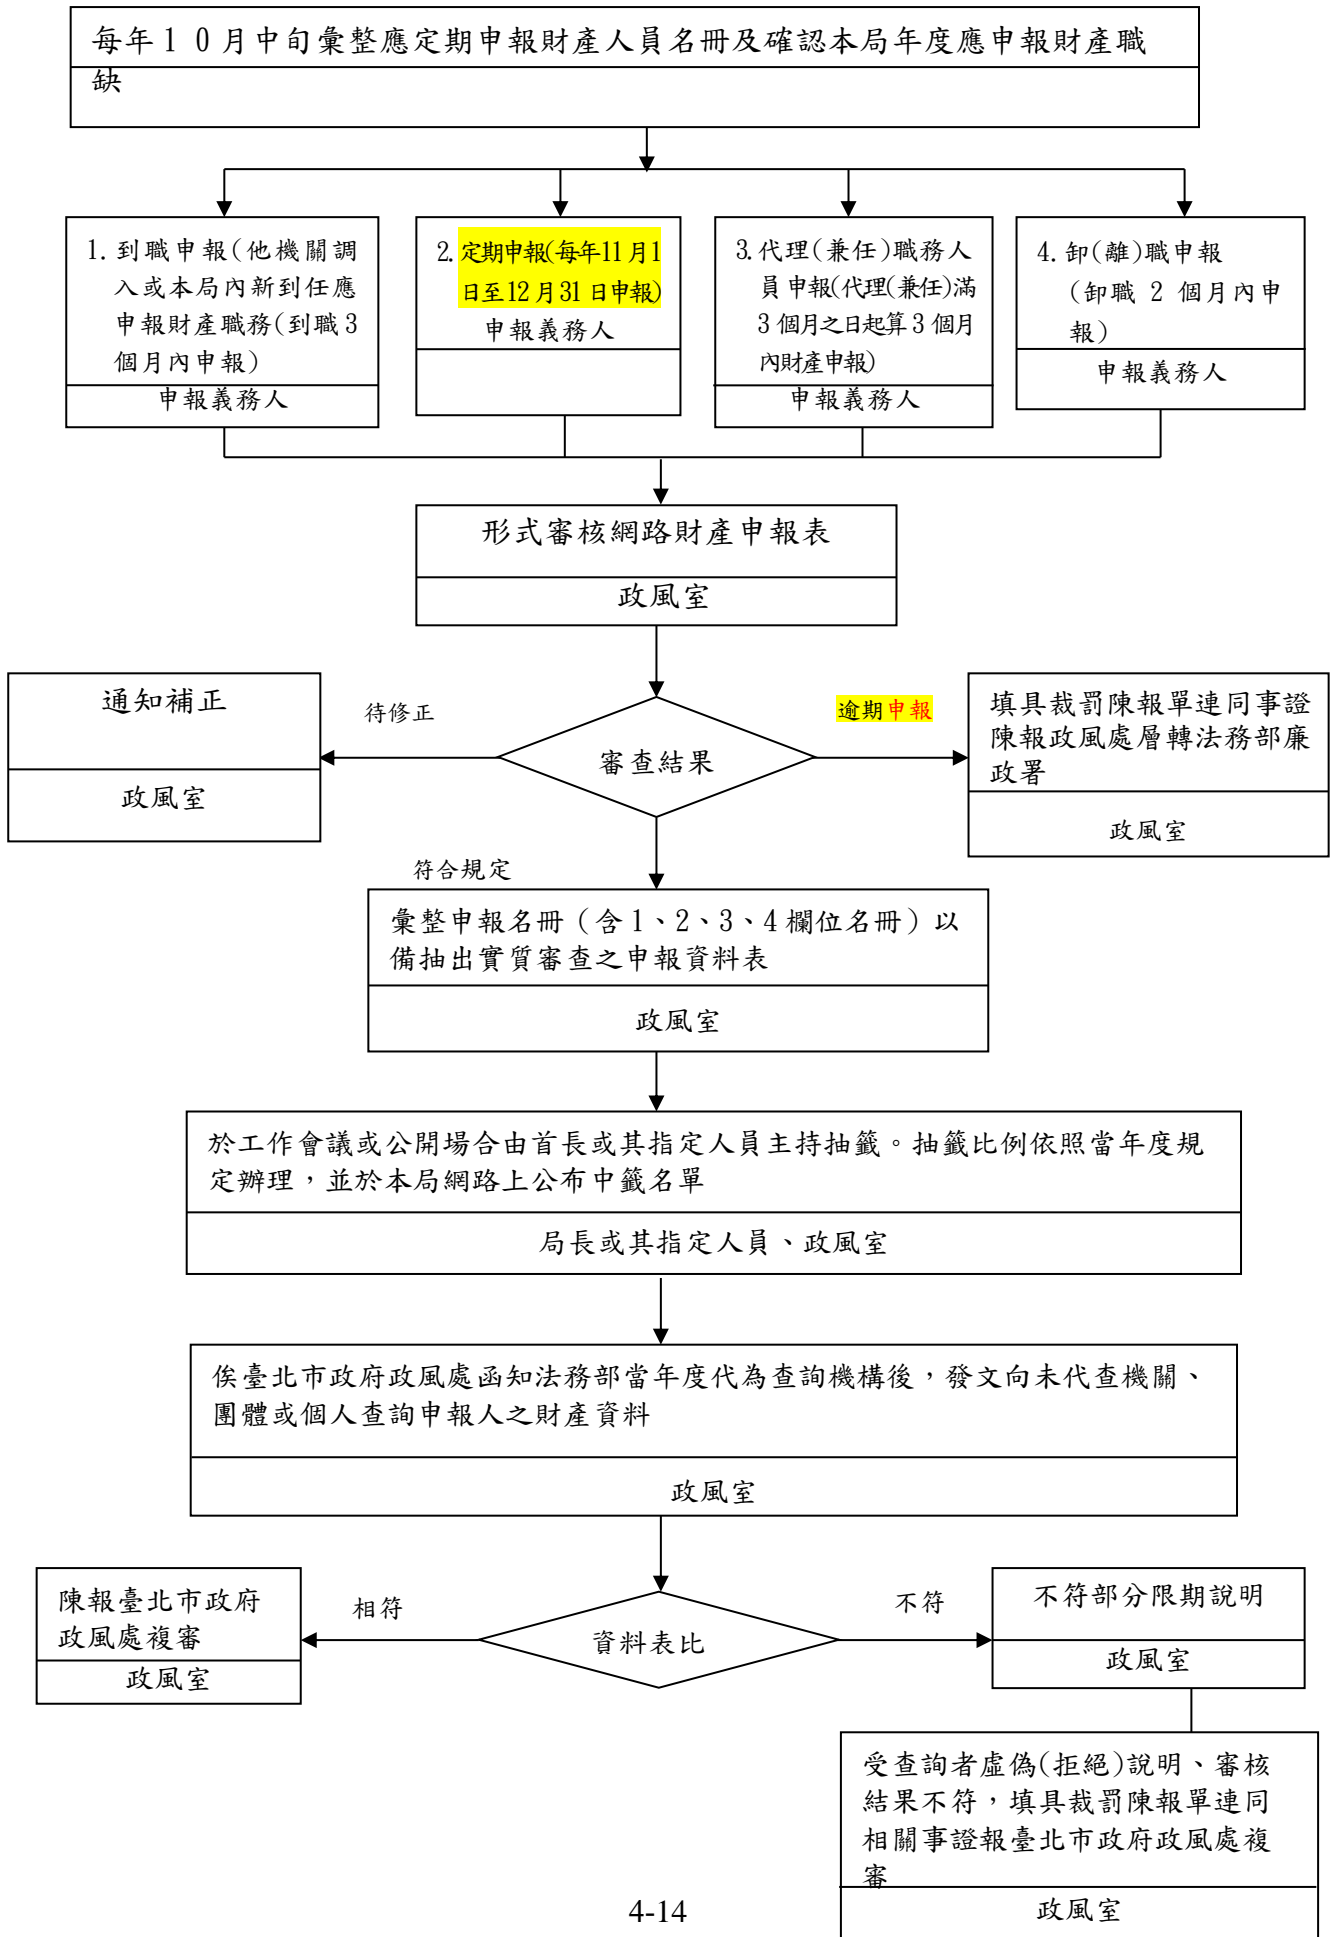 每年10月中旬彙整應定期申報財產人員名冊及確認本局年度應申報財產職
缺
1.到職申報(他機關調
入或本局內新到任應
申報財產職務(到職3
個月內申報)
申報義務人
2.定期申報(每年11月1
日至12月31日申報)
申報義務人
3.代理(兼任)職務人
員申報(代理(兼任)滿
3個月之日起算3個月
內財產申報)
申報義務人
4.卸(離)職申報
(卸職 2 個月內申
報)
申報義務人
形式審核網路財產申報表
政風室
通知補正
政風室
待修正
審查結果
逾期申報
填具裁罰陳報單連同事證
陳報政風處層轉法務部廉
政署
政風室
符合規定
彙整申報名冊（含1、2、3、4欄位名冊）以
備抽出實質審查之申報資料表
政風室
於工作會議或公開場合由首長或其指定人員主持抽籤。抽籤比例依照當年度規
定辦理，並於本局網路上公布中籤名單
局長或其指定人員、政風室
俟臺北市政府政風處函知法務部當年度代為查詢機構後，發文向未代查機關、
團體或個人查詢申報人之財產資料
政風室
陳報臺北市政府
政風處複審
政風室
相符
資料表比
不符
不符部分限期說明
政風室
受查詢者虛偽(拒絕)說明、審核
結果不符，填具裁罰陳報單連同
相關事證報臺北市政府政風處複
審
政風室
4-14